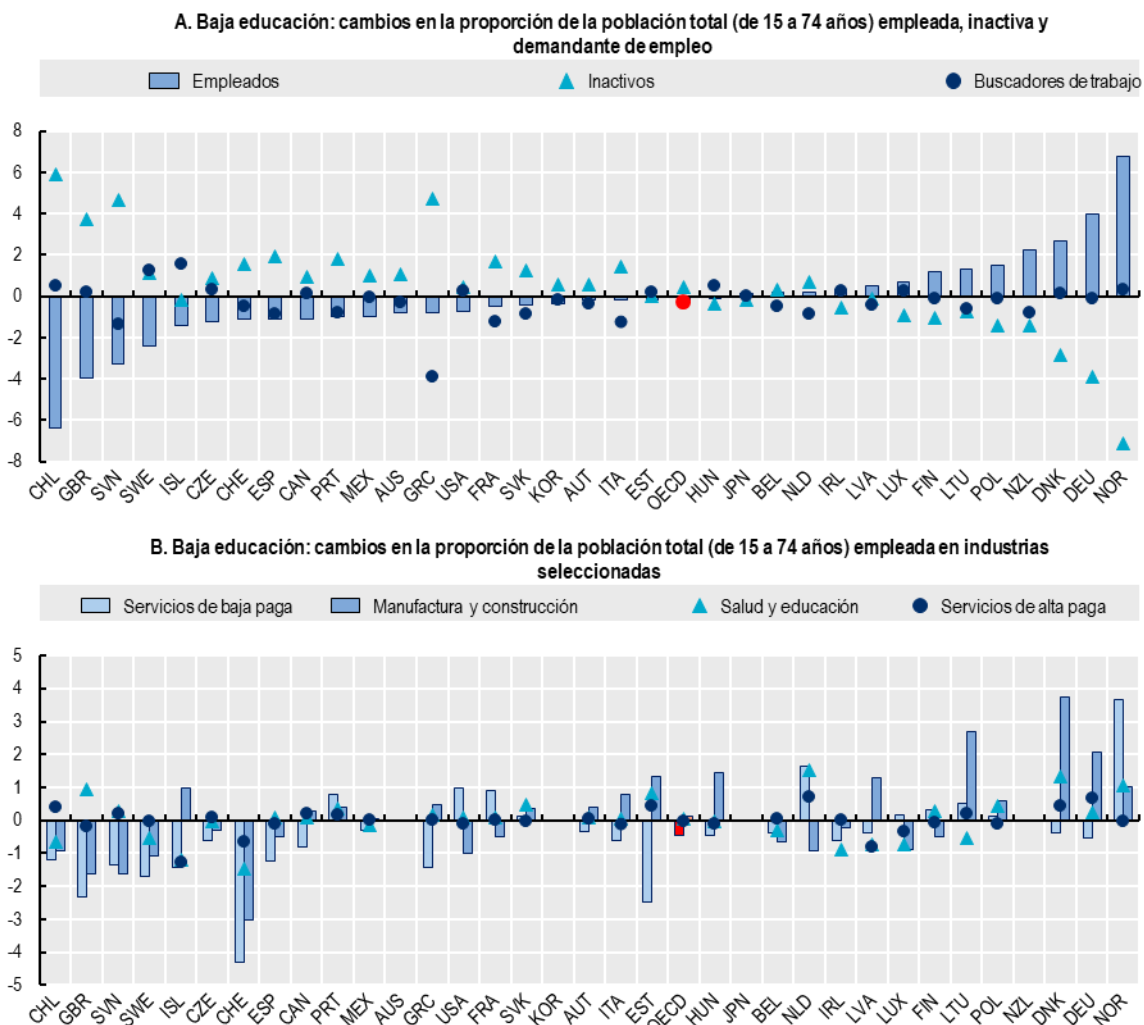 A. Baja educación: cambios en la proporción de la población total (de 15 a 74 años) empleada, inactiva y
demandante de empleo
Empleados Inactivos Buscadores de trabajo
8
6
4
2
0
-2
-4
-6
-8
CHL GBR SVN SWE ISL CZE CHE ESP CAN PRT MEX AUS GRC USA FRA SVK KOR AUT ITA EST OECD HUN JPN BEL NLD IRL LVA LUX FIN LTU POL NZL DNK DEU NOR
B. Baja educación: cambios en la proporción de la población total (de 15 a 74 años) empleada en industrias
seleccionadas
Servicios de baja paga Manufactura y construcción Salud y educación Servicios de alta paga
5
4
3
2
1
0
-1
-2
-3
-4
-5
CHL GBR SVN SWE ISL CZE CHE ESP CAN PRT MEX AUS GRC USA FRA SVK KOR AUT ITA EST OECD HUN JPN BEL NLD IRL LVA LUX FIN LTU POL NZL DNK DEU NOR